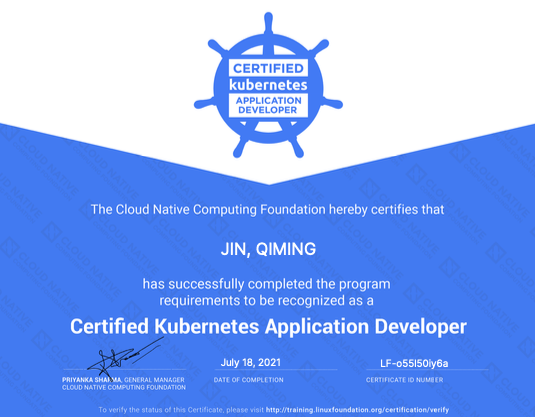 CERTIFIED
kubernetes
APPLICATION
DEVELOPER
The Cloud Native Computing Foundation hereby certifies that
JIN, QIMING
has successfully completed the program
requirements to be recognized as a
Certified Kubernetes Application Developer
July 18, 2021
LF-o55l50ly6a
PRIYANKA SHARMA, GENERAL MANAGER
CLOUD NATIVE COMPUTING FOUNDATION
DATE OF COMPLETION
CERTIFICATE ID NUMBER
To verify the status of this Certificate, please visit http://training.linuxfoundation.org/certification/verify